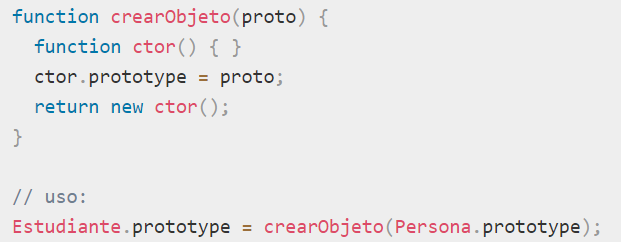 function crearObjeto(proto) {
  function ctor() { }
  ctor.prototype = proto;
  return new ctor();
}

// uso:
Estudiante.prototype = crearObjeto(Persona.prototype);